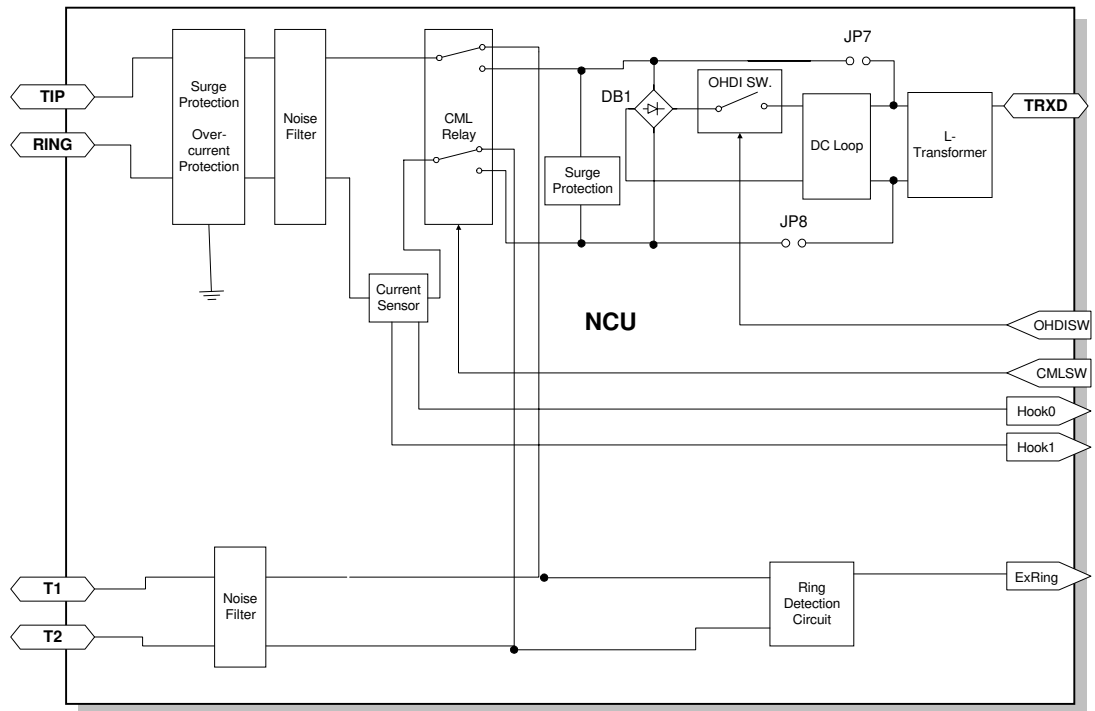 JP7
OHDI SW.
DB1
TIP
Surge
Protection
Over-
current
Protection
Noise
Filter
CML
Relay
TRXD
RING
DC Loop
L-
Transformer
Surge
Protection
JP8
Current
Sensor
NCU
OHDISW
CMLSW
Hook0
Hook1
T1
Noise
Filter
T2
Ring
Detection
Circuit
ExRing